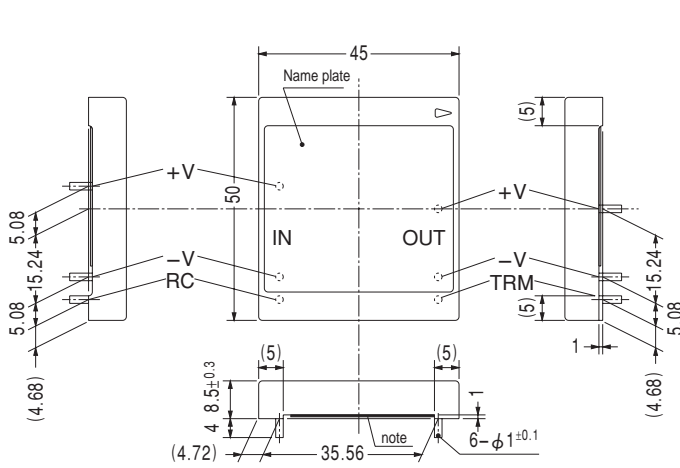 45
Name plate
(5)
+V
5.08
50
+V
IN
OUT
15.24
15.24
−V
−V
RC
TRM
(5)
5.08
5.08
1
(4.68)
(4.68)
(5)
(5)
8.5±0.3
1
4
note
6−φ1±0.1
(4.72)
35.56